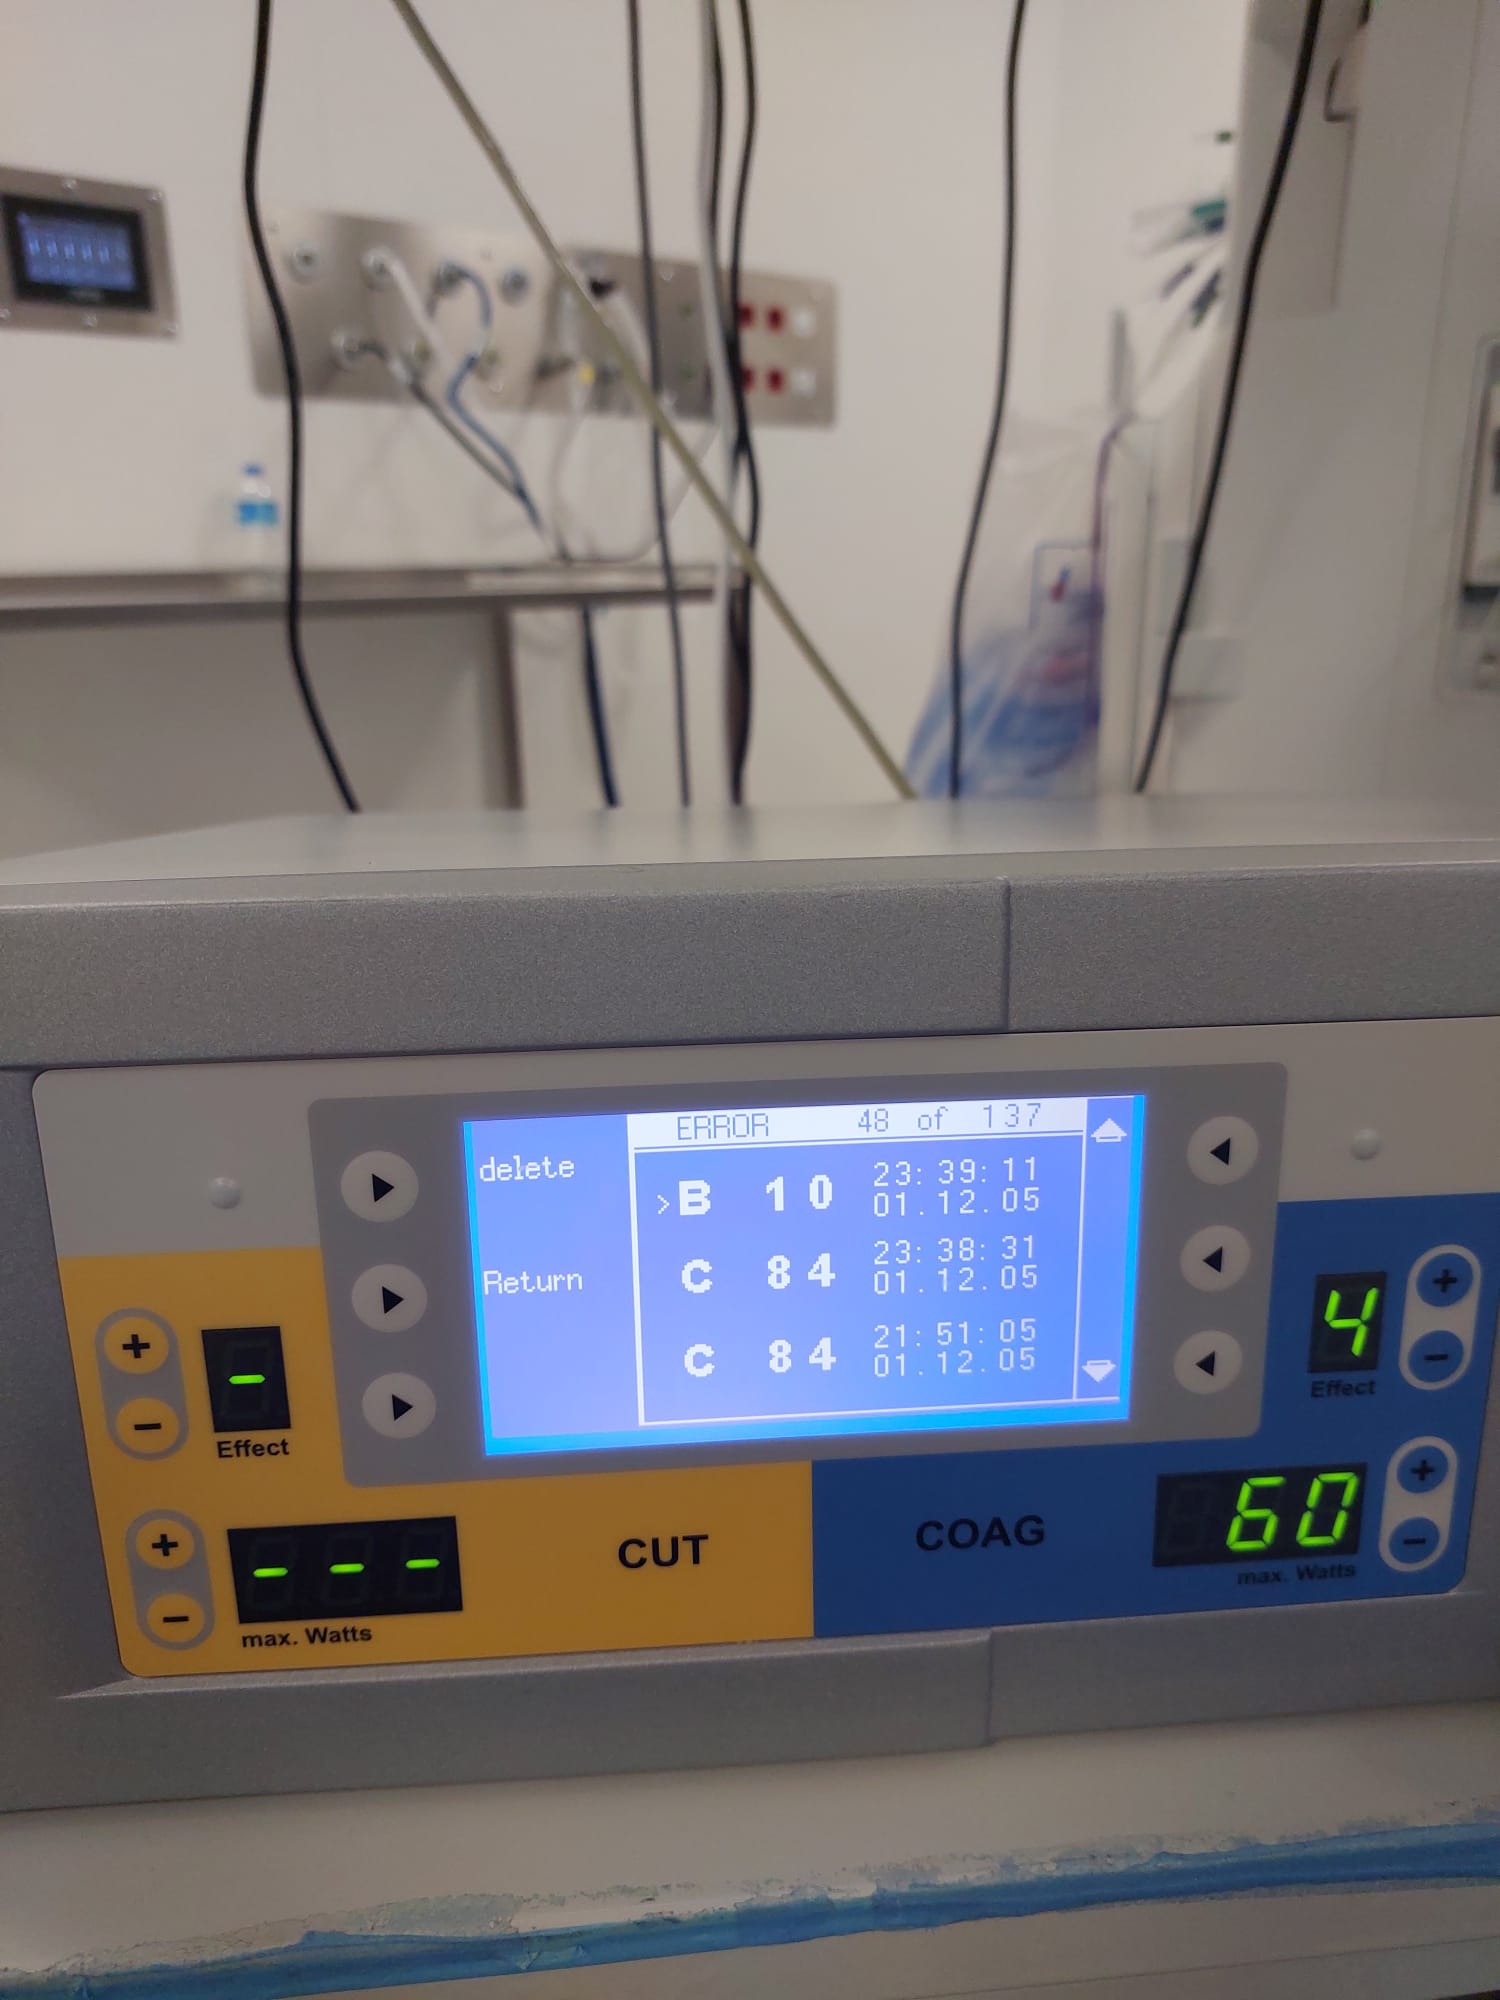 ERROR 48 of 137
delete
>B 10 23:39:11
01.12.05
C 84 23:38:31
01.12.05
Return
C 84 21:51:05
01.12.05
+
-
-
Effect
+
-
- - -
max. Watts
CUT
COAG
4
Effect
+
-
60
max. Watts
+
-